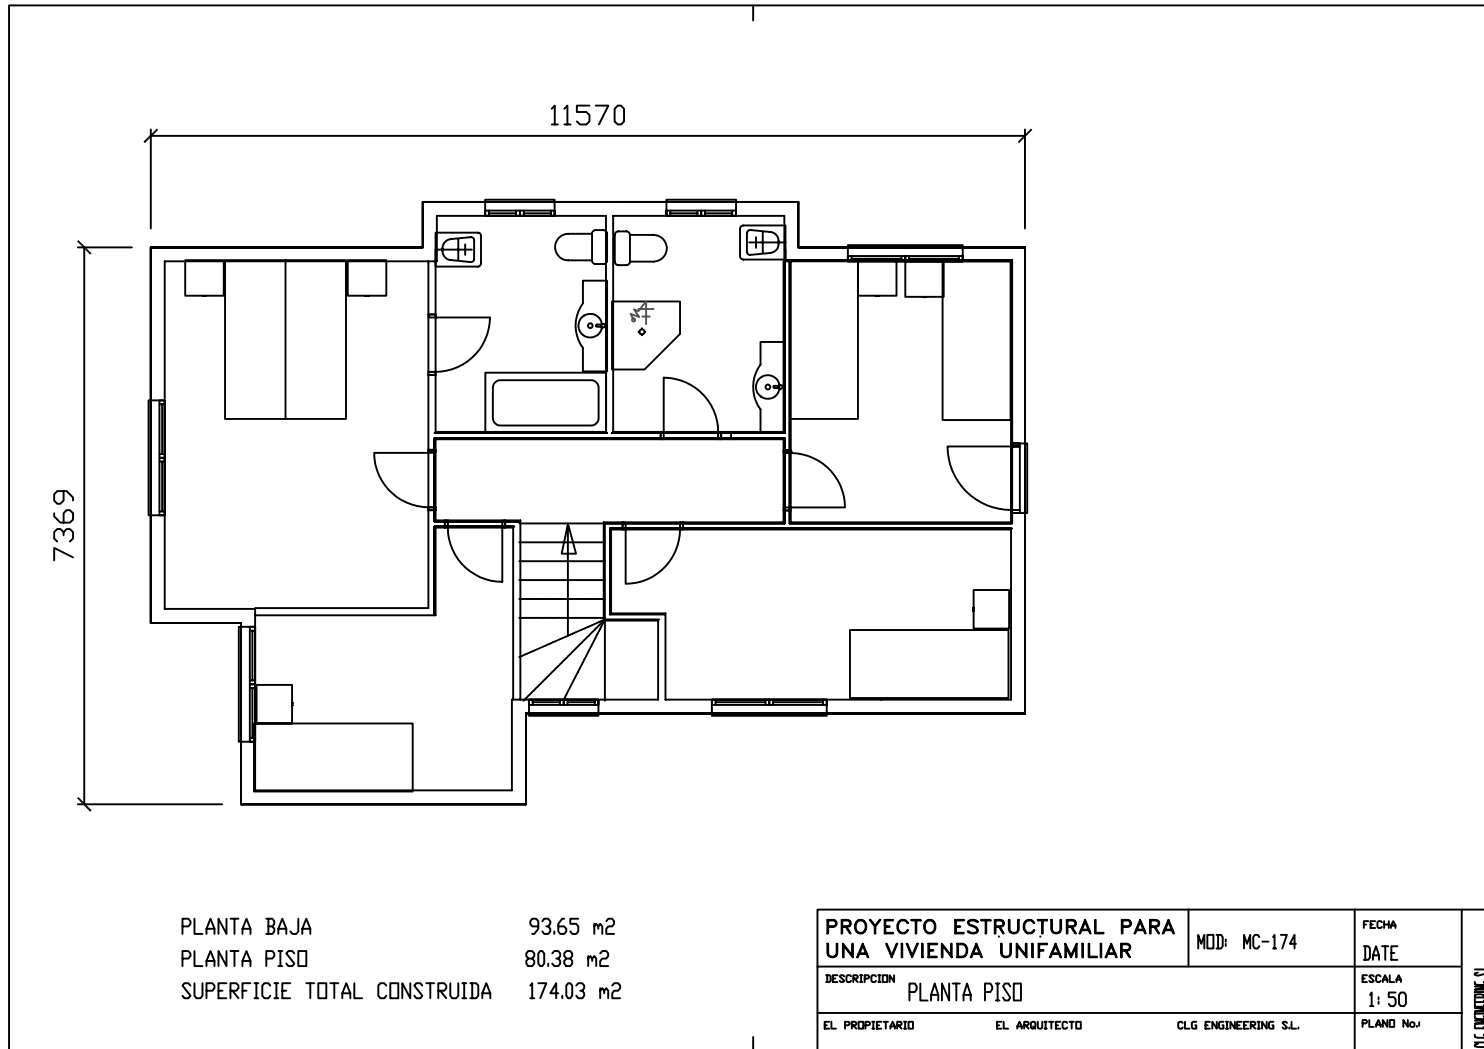 11570
7369
PLANTA BAJA 93.65 m2
PLANTA PISO 80.38 m2
SUPERFICIE TOTAL CONSTRUIDA 174.03 m2
PROYECTO ESTRUCTURAL PARA
UNA VIVIENDA UNIFAMILIAR
MOD: MC-174
FECHA
DATE
DESCRIPCION
PLANTA PISO
ESCALA
1: 50
EL PROPIETARIO
EL ARQUITECTO
CLG ENGINEERING S.L.
PLANO No.: